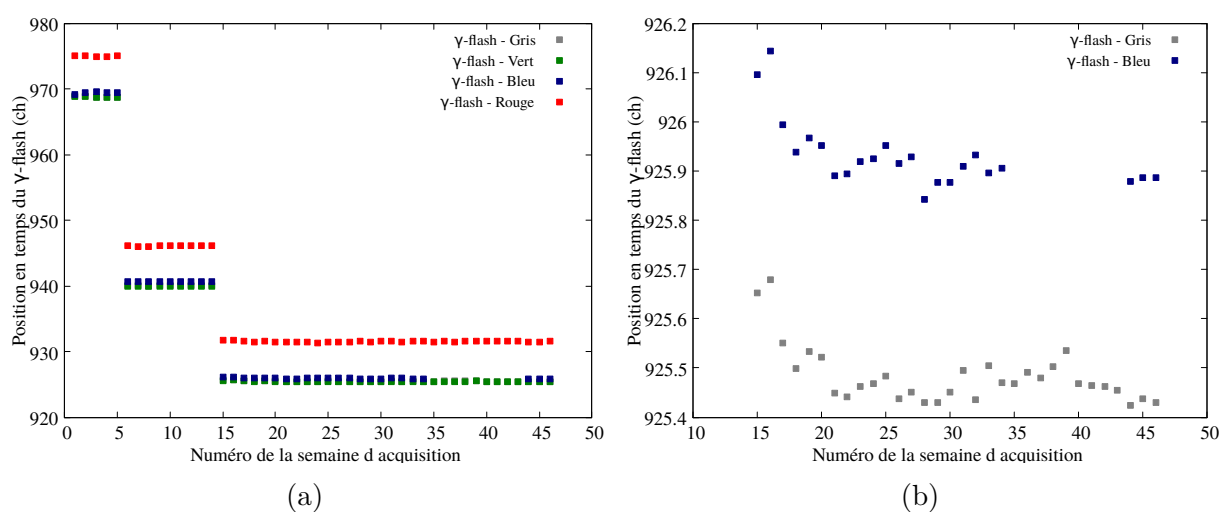 980
970
960
950
940
930
920
0 5 10 15 20 25 30 35 40 45 50
Position en temps du γ-flash (ch)
Numéro de la semaine d acquisition
γ-flash - Gris
γ-flash - Vert
γ-flash - Bleu
γ-flash - Rouge
(a)
926.2
926.1
926
925.9
925.8
925.7
925.6
925.5
925.4
10 15 20 25 30 35 40 45 50
Position en temps du γ-flash (ch)
Numéro de la semaine d acquisition
γ-flash - Gris
γ-flash - Bleu
(b)